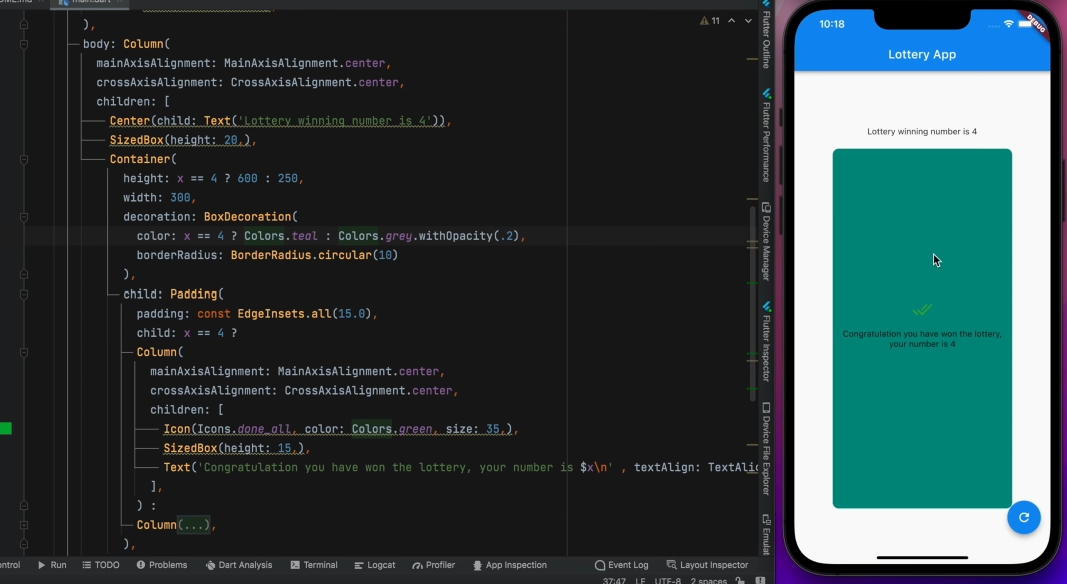 main.dart
11
),
body: Column(
mainAxisAlignment: MainAxisAlignment.center,
crossAxisAlignment: CrossAxisAlignment.center,
children: [
Center(child: Text('Lottery winning number is 4')),
SizedBox(height: 20,),
Container(
height: x == 4 ? 600 : 250,
width: 300,
decoration: BoxDecoration(
color: x == 4 ? Colors.teal : Colors.grey.withOpacity(.2),
borderRadius: BorderRadius.circular(10)
),
child: Padding(
padding: const EdgeInsets.all(15.0),
child: x == 4 ?
Column(
mainAxisAlignment: MainAxisAlignment.center,
crossAxisAlignment: CrossAxisAlignment.center,
children: [
Icon(Icons.done_all, color: Colors.green, size: 35,),
SizedBox(height: 15,),
Text('Congratulation you have won the lottery, your number is $x\n' , textAlign: TextAlig
],
) :
Column(...),
),
Flutter Outline
Flutter Performance
Device Manager
Flutter Inspector
Device File Explorer
Emulat
ontrol
Run
TODO
Problems
Dart Analysis
Terminal
Logcat
Profiler
App Inspection
Event Log
Layout Inspector
37:47
LF
UTF-8
2 spaces
10:18
DEBUG
Lottery App
Lottery winning number is 4
Congratulation you have won the lottery,
your number is 4